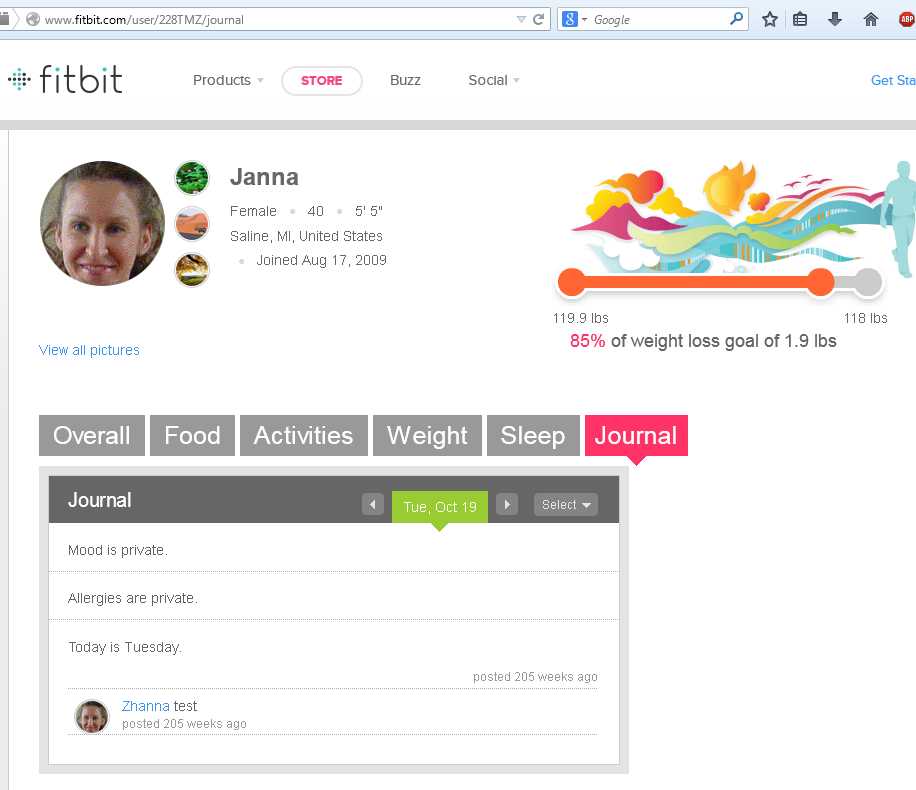 www.fitbit.com/user/228TMZ/journal
8 Google
ABP
fitbit
Products
STORE
Buzz
Social
Get Sta
Janna
Female 40 5' 5"
Saline, MI, United States
Joined Aug 17, 2009
119.9 lbs
118 lbs
85% of weight loss goal of 1.9 lbs
View all pictures
Overall
Food
Activities
Weight
Sleep
Journal
Journal
Tue, Oct 19
Select
Mood is private.
Allergies are private.
Today is Tuesday.
posted 205 weeks ago
Zhanna test
posted 205 weeks ago